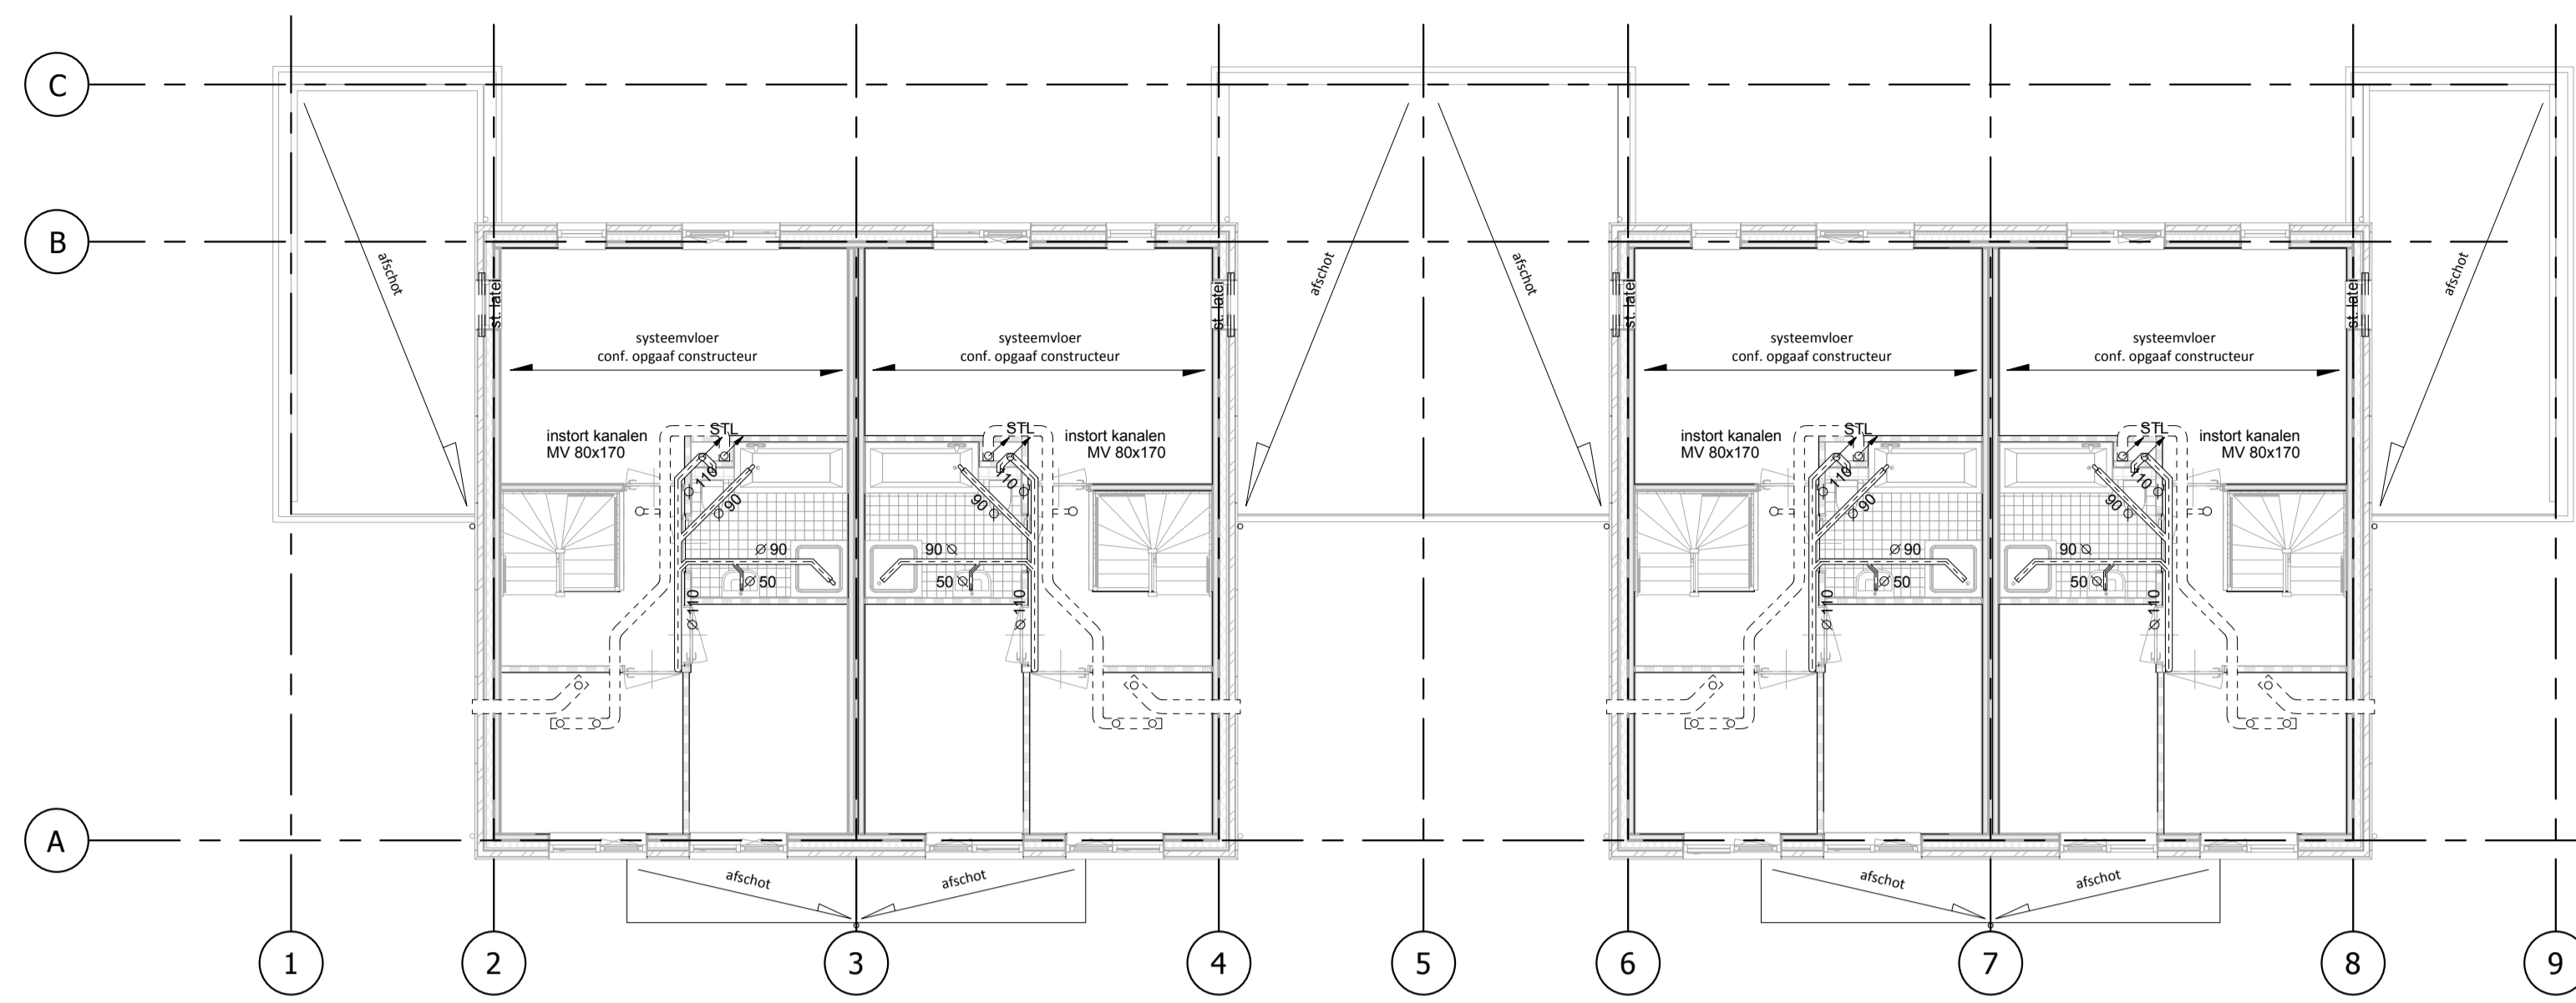 C
B
afschot
afschot
afschot
afschot
st. latei
st. latei
st. latei
st. latei
systeemvloer
conf. opgaaf constructeur
systeemvloer
conf. opgaaf constructeur
systeemvloer
conf. opgaaf constructeur
systeemvloer
conf. opgaaf constructeur
instort kanalen
MV 80x170
STL
STL
instort kanalen
MV 80x170
instort kanalen
MV 80x170
STL
STL
instort kanalen
MV 80x170
Ø 110
Ø 90
90 Ø
110 Ø
Ø 110
Ø 90
90 Ø
110 Ø
Ø 90
90 Ø
Ø 90
90 Ø
Ø 50
50 Ø
Ø 50
50 Ø
Ø 110
Ø 110
Ø 110
Ø 110
A
afschot
afschot
afschot
afschot
1
2
3
4
5
6
7
8
9